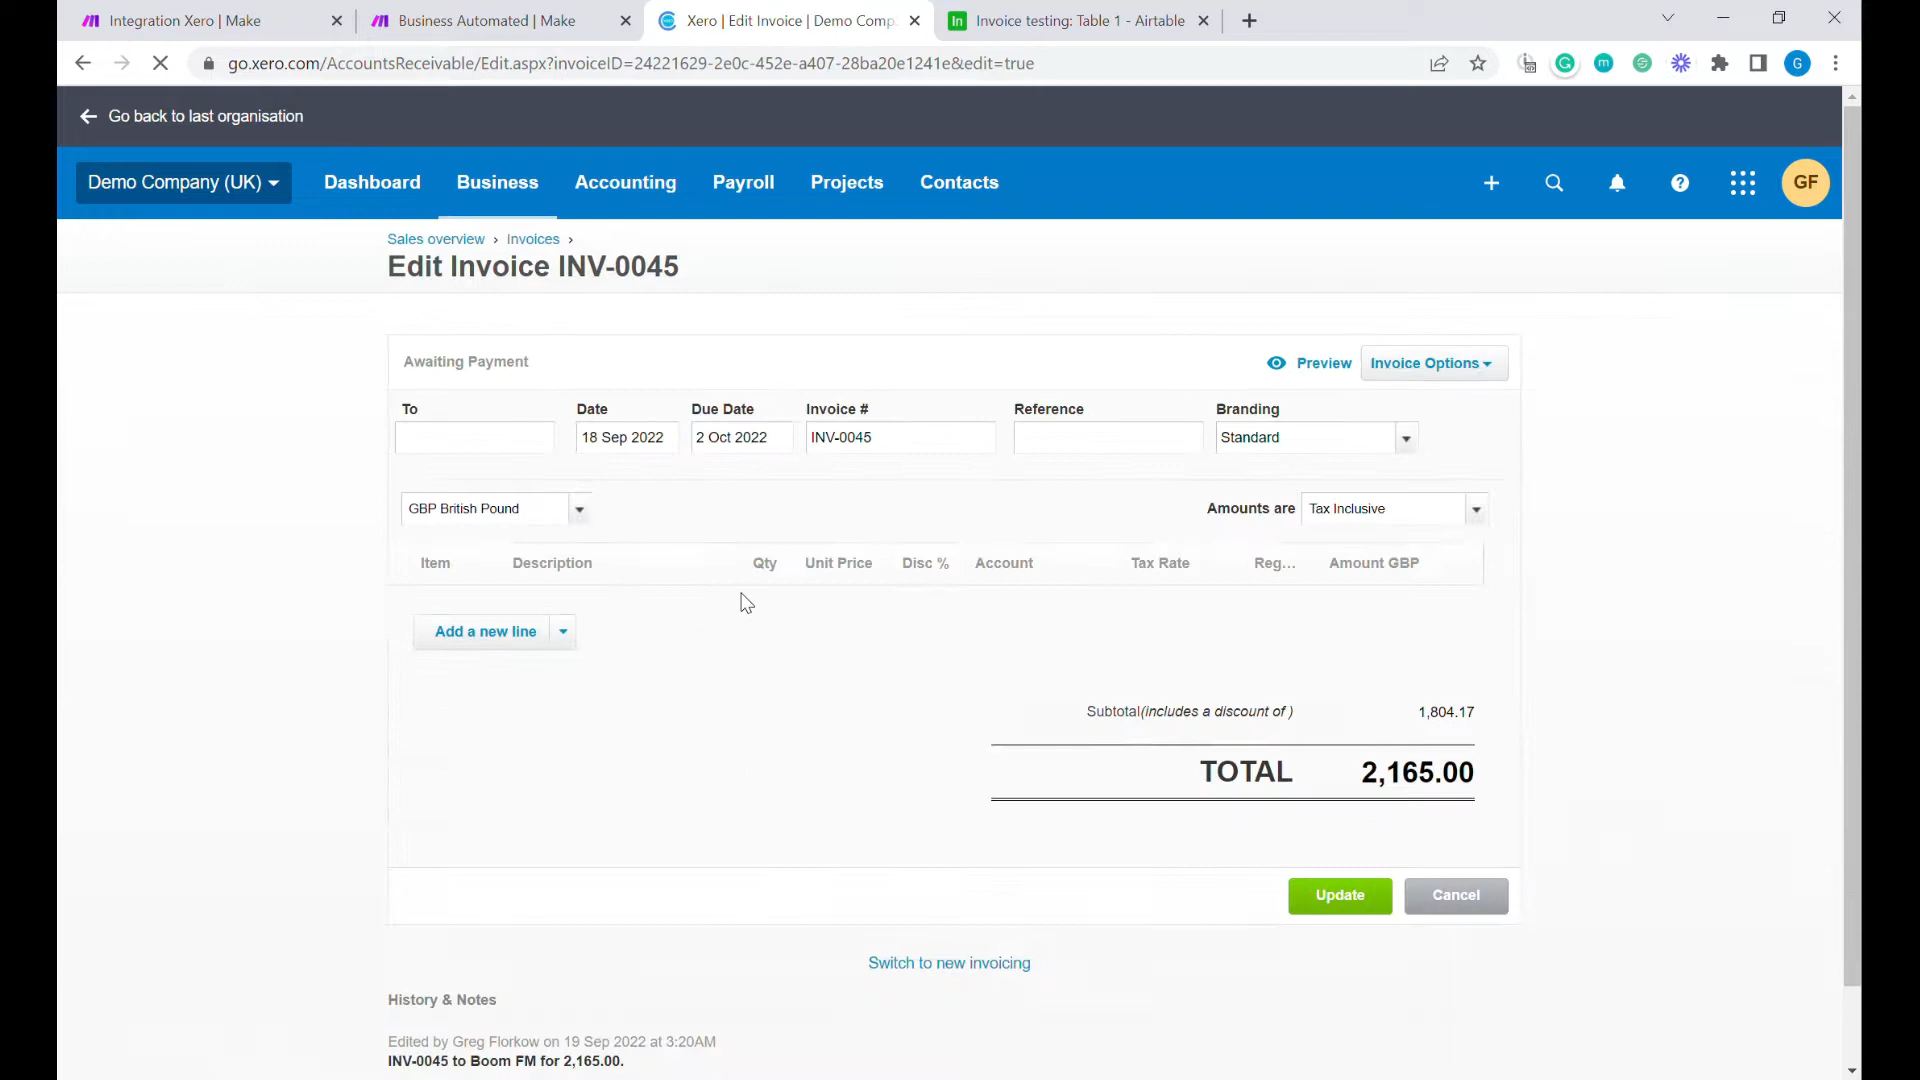 Integration Xero | Make
Business Automated | Make
Xero | Edit Invoice | Demo Comp
Invoice testing: Table 1 - Airtable
go.xero.com/AccountsReceivable/Edit.aspx?invoiceID=24221629-2e0c-452e-a407-28ba20e1241e&edit=true
G
Go back to last organisation
Demo Company (UK)
Dashboard
Business
Accounting
Payroll
Projects
Contacts
GF
Sales overview › Invoices ›
Edit Invoice INV-0045
Awaiting Payment
Preview
Invoice Options
To
Date
Due Date
Invoice #
Reference
Branding
18 Sep 2022
2 Oct 2022
INV-0045
Standard
GBP British Pound
Amounts are
Tax Inclusive
Item
Description
Qty
Unit Price
Disc %
Account
Tax Rate
Reg...
Amount GBP
Add a new line
Subtotal(includes a discount of )
1,804.17
TOTAL
2,165.00
Update
Cancel
Switch to new invoicing
History & Notes
Edited by Greg Florkow on 19 Sep 2022 at 3:20AM
INV-0045 to Boom FM for 2,165.00.